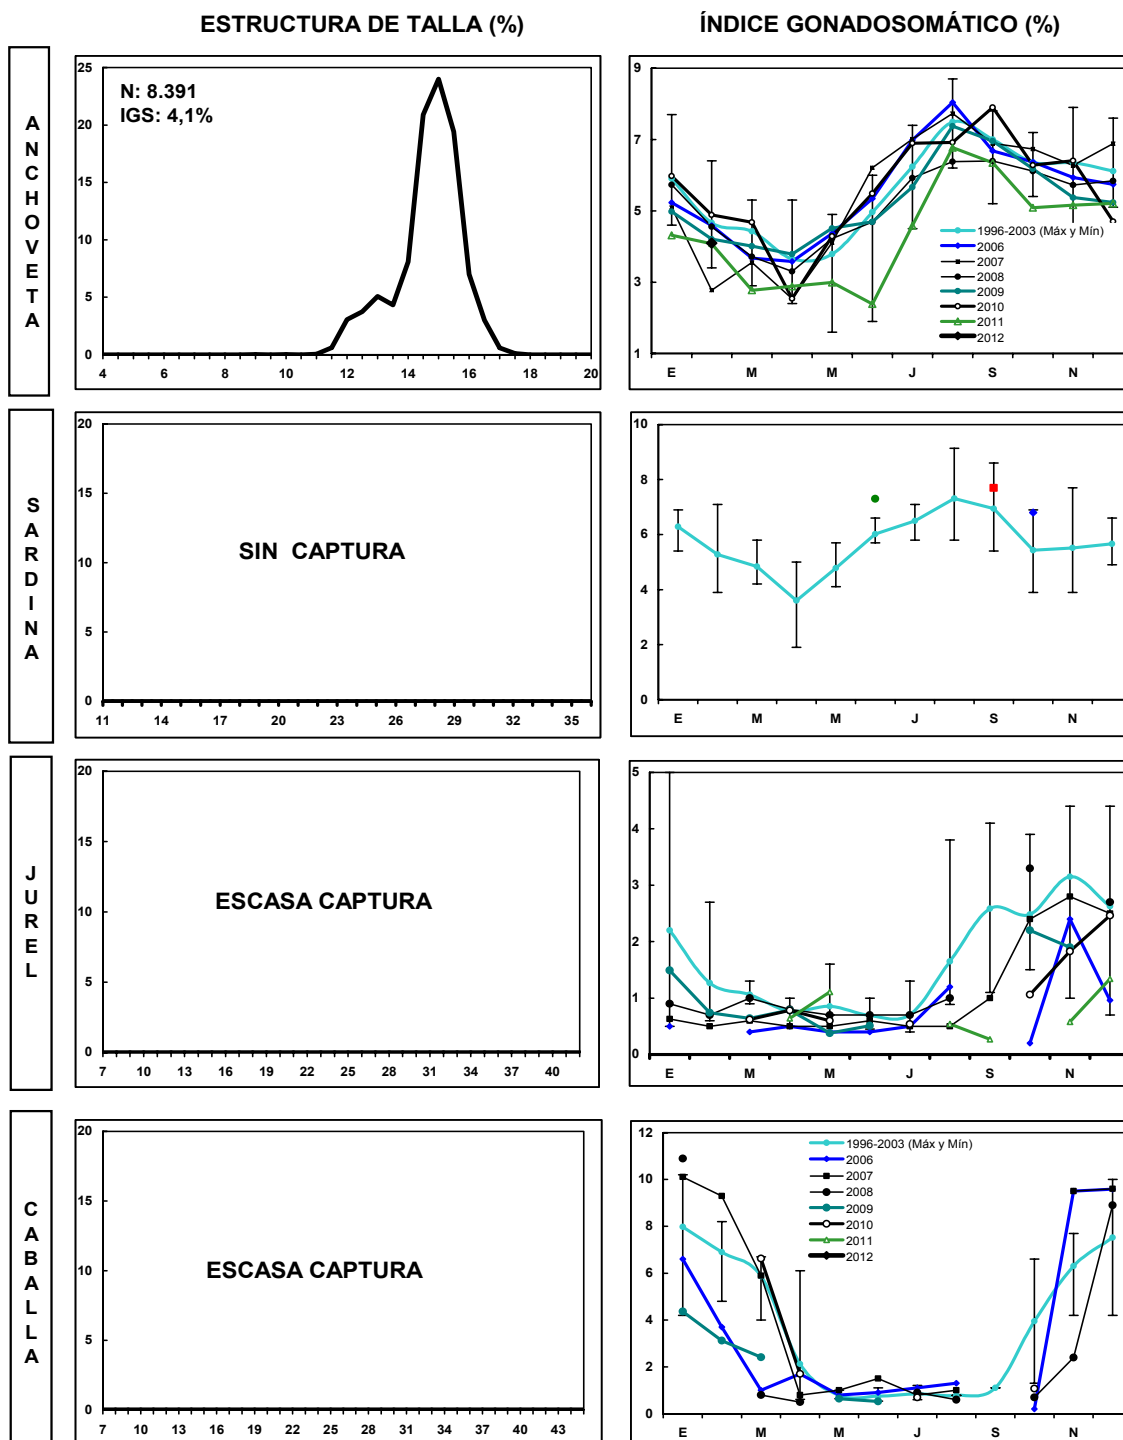 ESTRUCTURA DE TALLA (%)
ÍNDICE GONADOSOMÁTICO (%)
ANCHOVETA
N: 8.391
IGS: 4,1%
25
20
15
10
5
0
4 6 8 10 12 14 16 18 20
9
7
5
3
1
E M M J S N
1996-2003 (Máx y Mín)
2006
2007
2008
2009
2010
2011
2012
SARDINA
20
15
10
5
0
SIN CAPTURA
11 14 17 20 23 26 29 32 35
10
8
6
4
2
0
E M M J S N
JUREL
20
15
10
5
0
ESCASA CAPTURA
7 10 13 16 19 22 25 28 31 34 37 40
5
4
3
2
1
0
E M M J S N
CABALLA
20
15
10
5
0
ESCASA CAPTURA
7 10 13 16 19 22 25 28 31 34 37 40 43
12
10
8
6
4
2
0
1996-2003 (Máx y Mín)
2006
2007
2008
2009
2010
2011
2012
E M M J S N